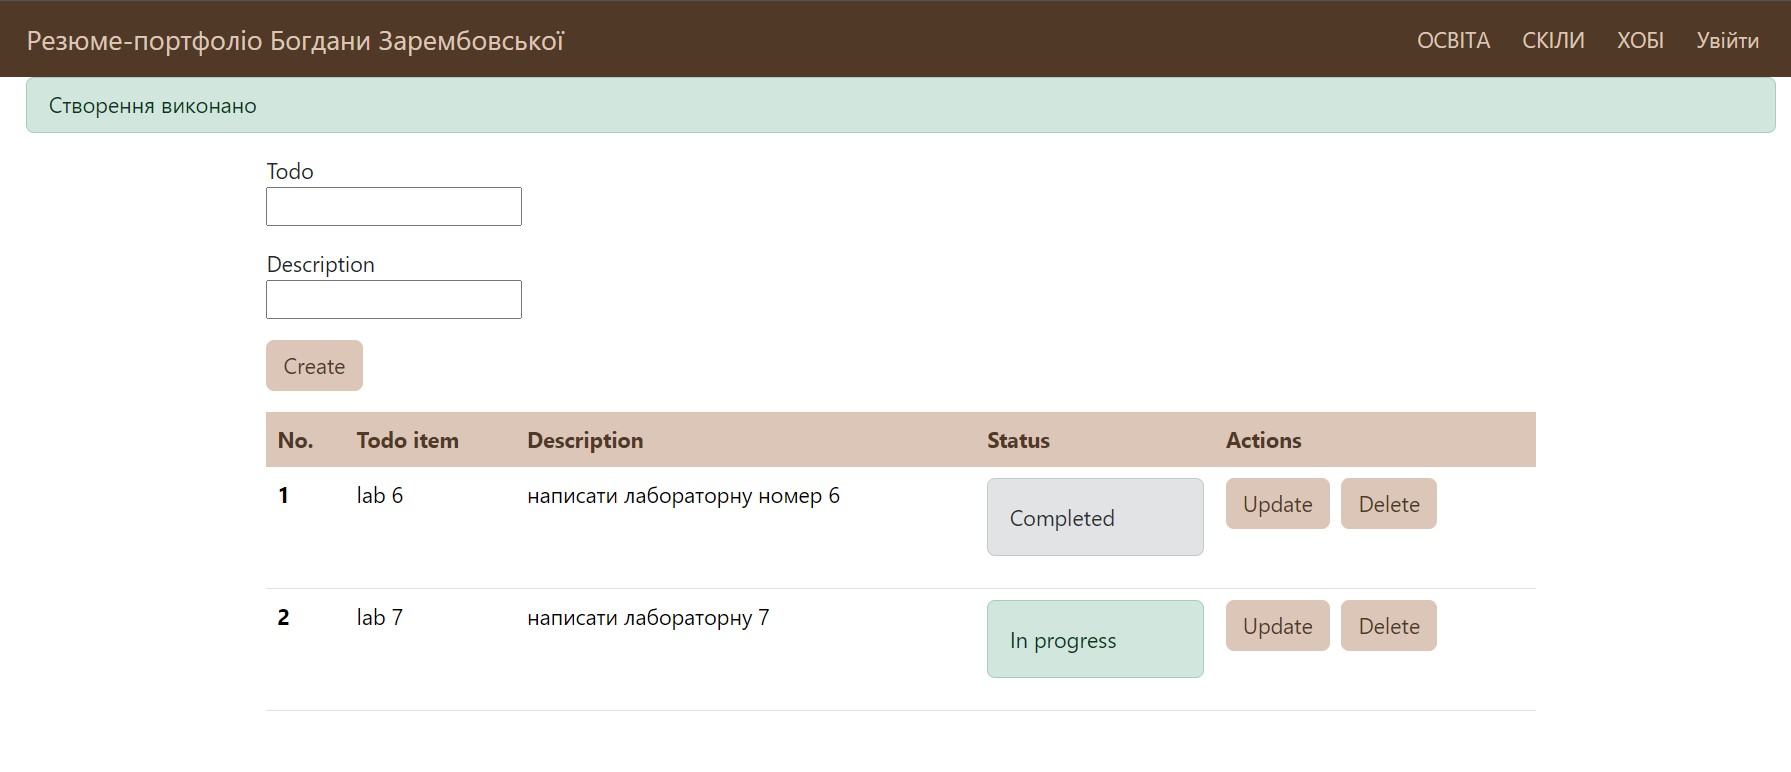 Резюме-портфоліо Богдани Зарембовської ОСВІТА СКІЛИ ХОБІ Увійти
Створення виконано
Todo
Description
Create
No. Todo item Description Status Actions
1 lab 6 написати лабораторну номер 6 Completed Update Delete
2 lab 7 написати лабораторну 7 In progress Update Delete